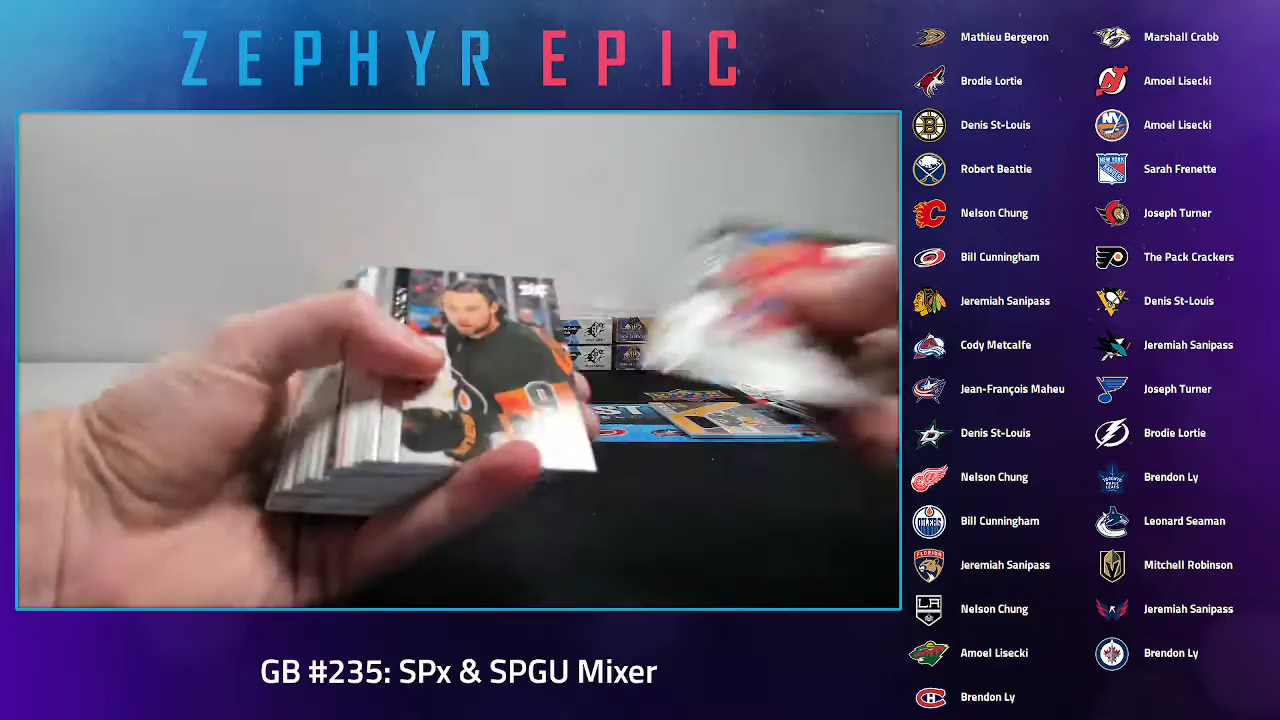 ZEPHYR EPIC
Mathieu Bergeron
Brodie Lortie
Denis St-Louis
Robert Beattie
Nelson Chung
Bill Cunningham
Jeremiah Sanipass
Cody Metcalfe
Jean-François Maheu
Denis St-Louis
Nelson Chung
Bill Cunningham
Jeremiah Sanipass
Nelson Chung
Amoel Lisecki
Brendon Ly
Marshall Crabb
Amoel Lisecki
Amoel Lisecki
Sarah Frenette
Joseph Turner
The Pack Crackers
Denis St-Louis
Jeremiah Sanipass
Joseph Turner
Brodie Lortie
Brendon Ly
Leonard Seaman
Mitchell Robinson
Jeremiah Sanipass
Brendon Ly
GB #235: SPx & SPGU Mixer